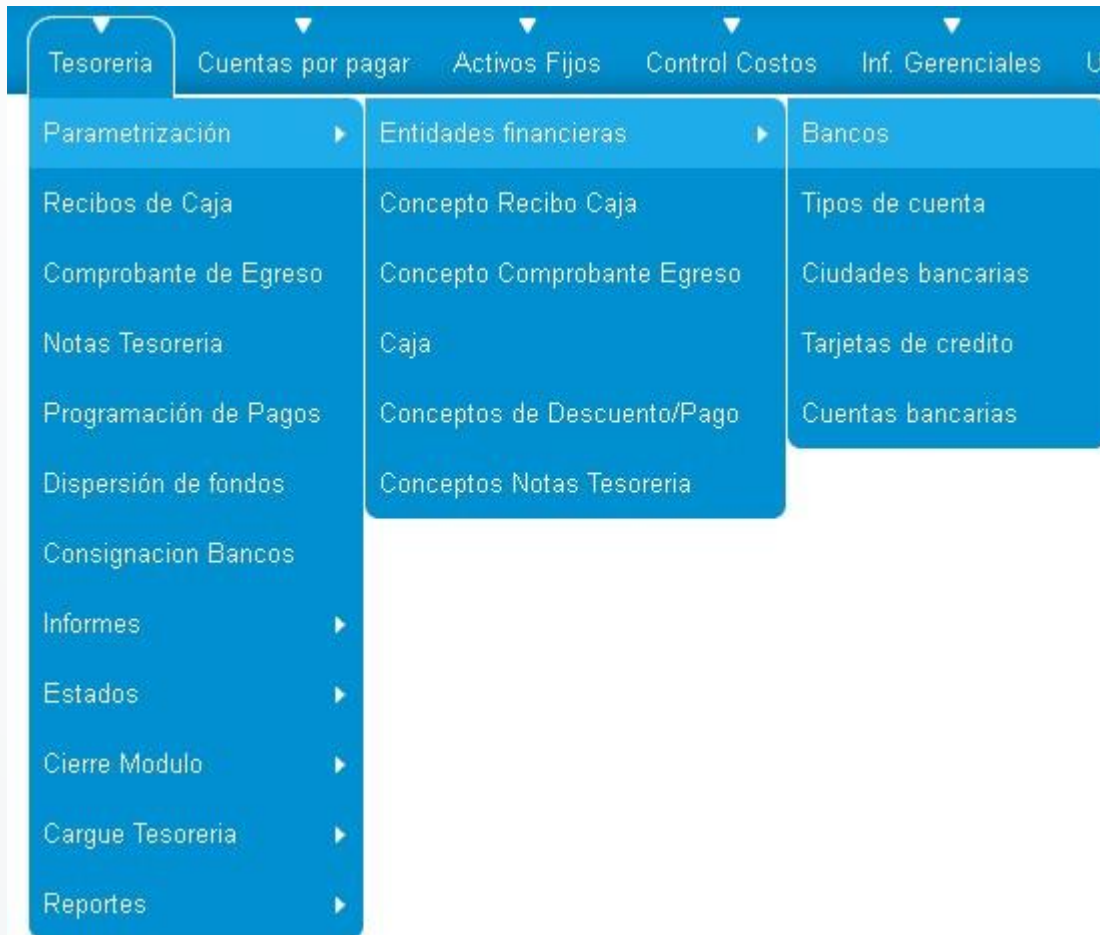 Tesoreria
Cuentas por pagar
Activos Fijos
Control Costos
Inf. Gerenciales
Parametrización
Recibos de Caja
Comprobante de Egreso
Notas Tesoreria
Programación de Pagos
Dispersión de fondos
Consignacion Bancos
Informes
Estados
Cierre Modulo
Cargue Tesoreria
Reportes
Entidades financieras
Concepto Recibo Caja
Concepto Comprobante Egreso
Caja
Conceptos de Descuento/Pago
Conceptos Notas Tesoreria
Bancos
Tipos de cuenta
Ciudades bancarias
Tarjetas de credito
Cuentas bancarias